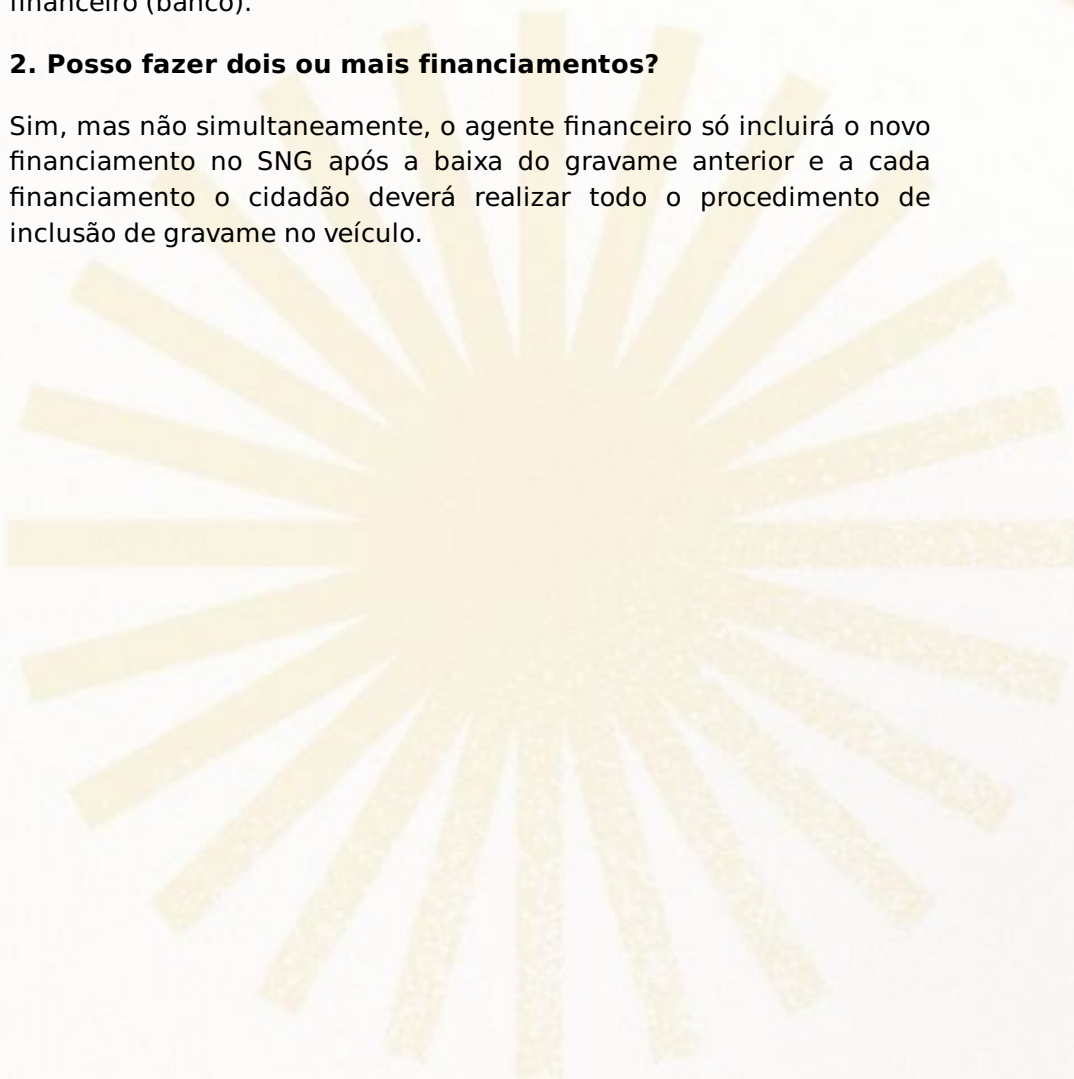 financeiro (banco).
2. Posso fazer dois ou mais financiamentos?
Sim, mas não simultaneamente, o agente financeiro só incluirá o novo
financiamento no SNG após a baixa do gravame anterior e a cada
financiamento o cidadão deverá realizar todo o procedimento de
inclusão de gravame no veículo.